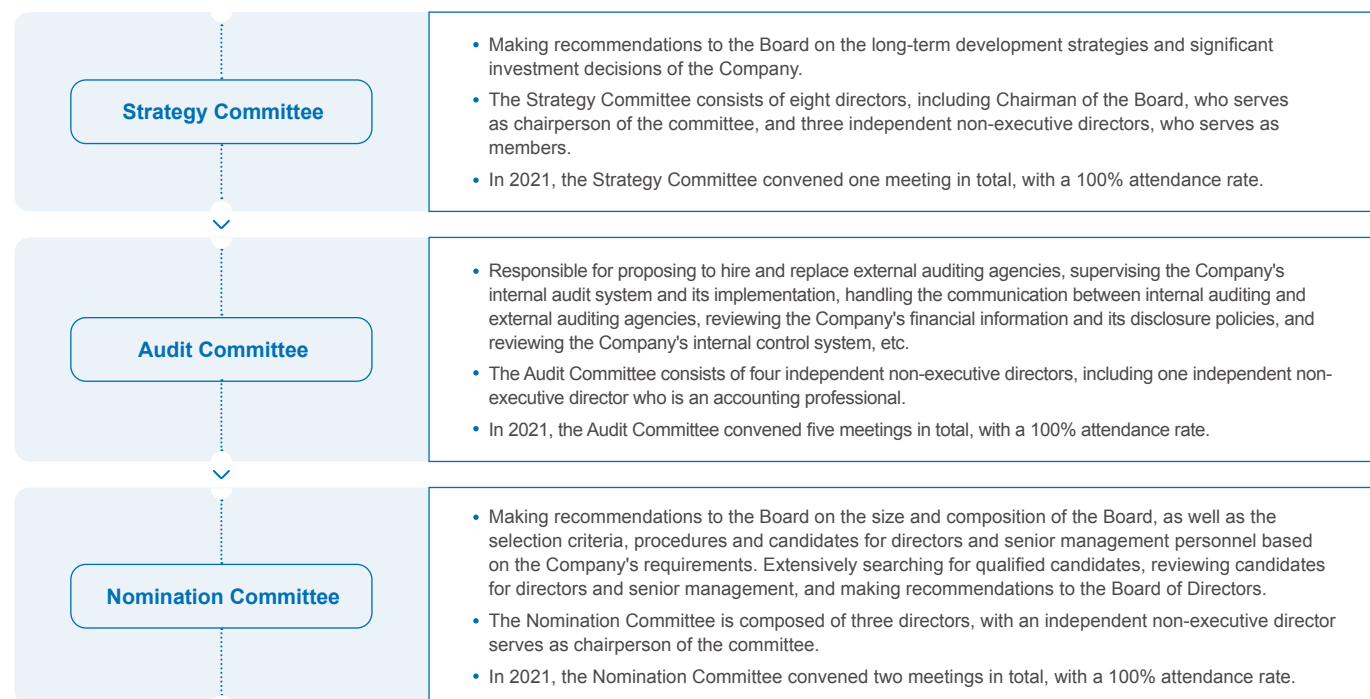 Strategy Committee
• Making recommendations to the Board on the long-term development strategies and significant
investment decisions of the Company.
• The Strategy Committee consists of eight directors, including Chairman of the Board, who serves
as chairperson of the committee, and three independent non-executive directors, who serves as
members.
• In 2021, the Strategy Committee convened one meeting in total, with a 100% attendance rate.
Audit Committee
• Responsible for proposing to hire and replace external auditing agencies, supervising the Company's
internal audit system and its implementation, handling the communication between internal auditing and
external auditing agencies, reviewing the Company's financial information and its disclosure policies, and
reviewing the Company's internal control system, etc.
• The Audit Committee consists of four independent non-executive directors, including one independent non-
executive director who is an accounting professional.
• In 2021, the Audit Committee convened five meetings in total, with a 100% attendance rate.
Nomination Committee
• Making recommendations to the Board on the size and composition of the Board, as well as the
selection criteria, procedures and candidates for directors and senior management personnel based
on the Company's requirements. Extensively searching for qualified candidates, reviewing candidates
for directors and senior management, and making recommendations to the Board of Directors.
• The Nomination Committee is composed of three directors, with an independent non-executive director
serves as chairperson of the committee.
• In 2021, the Nomination Committee convened two meetings in total, with a 100% attendance rate.